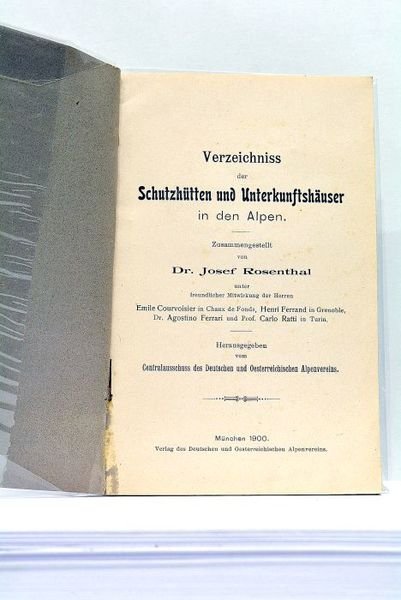 Verzeichniss
der
Schutzhütten und Unterkunftshäuser
in den Alpen.
Zusammengestellt
von
Dr. Josef Rosenthal
unter
freundlicher Mitwirkung der Herren
Emile Courvoisier in Chaux de Fonds, Henri Ferrand in Grenoble,
Dr. Agostino Ferrari und Prof. Carlo Ratti in Turin.
Herausgegeben
vom
Centralausschuss des Deutschen und Oesterreichischen Alpenvereins.
München 1900.
Verlag des Deutschen und Oesterreichischen Alpenvereins.